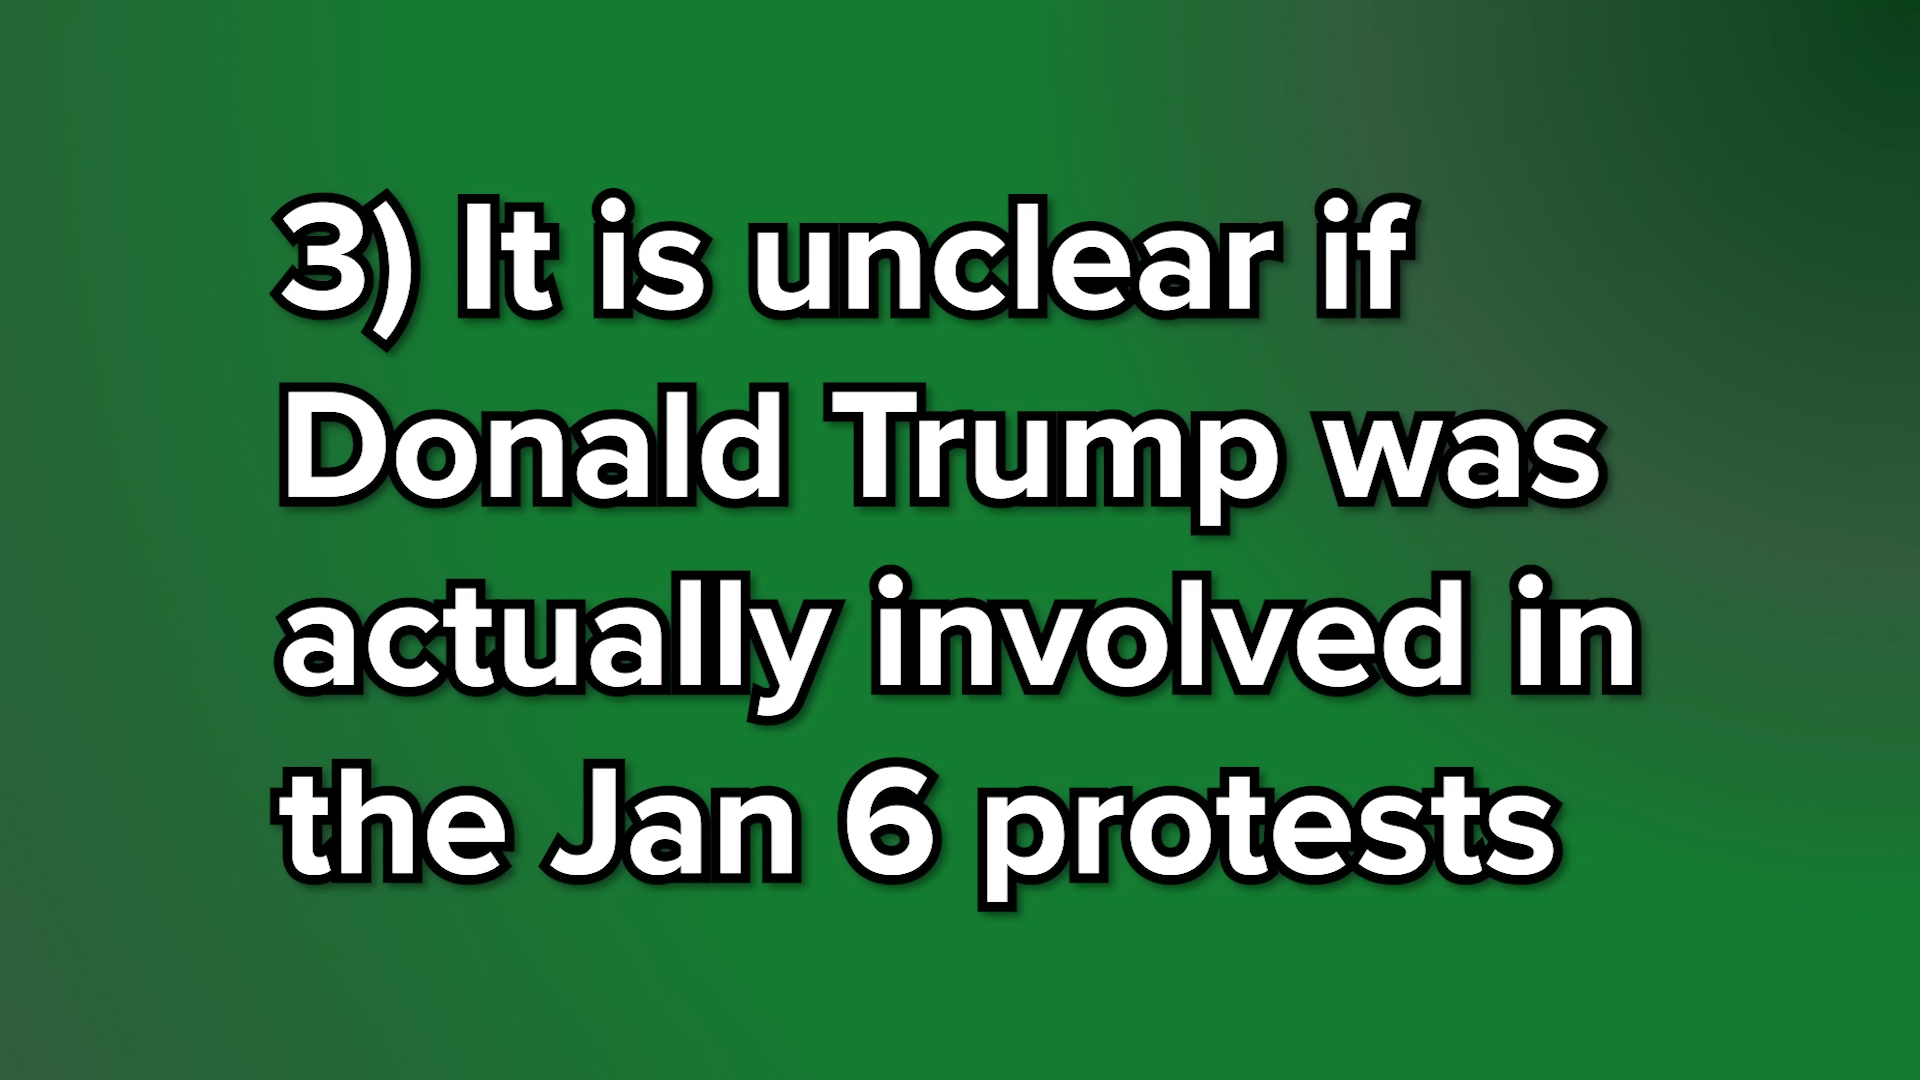 3) It is unclear if
Donald Trump was
actually involved in
the Jan 6 protests